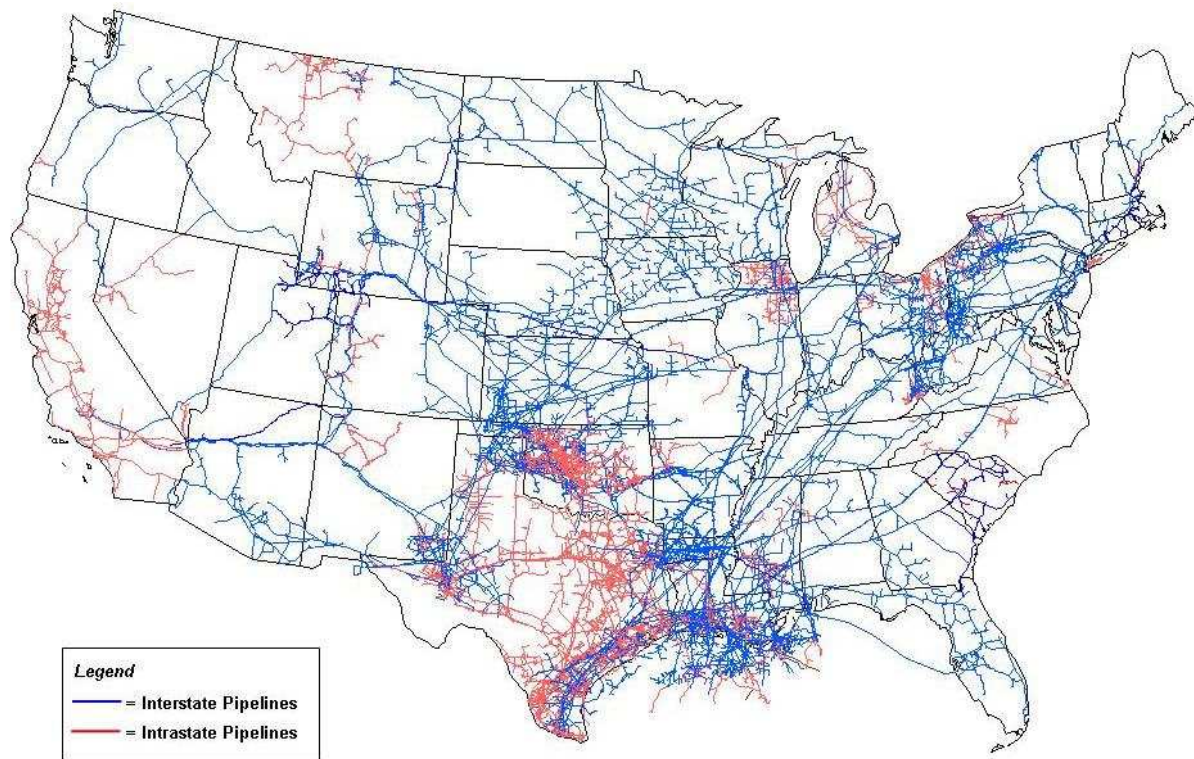 Legend
= Interstate Pipelines
= Intrastate Pipelines